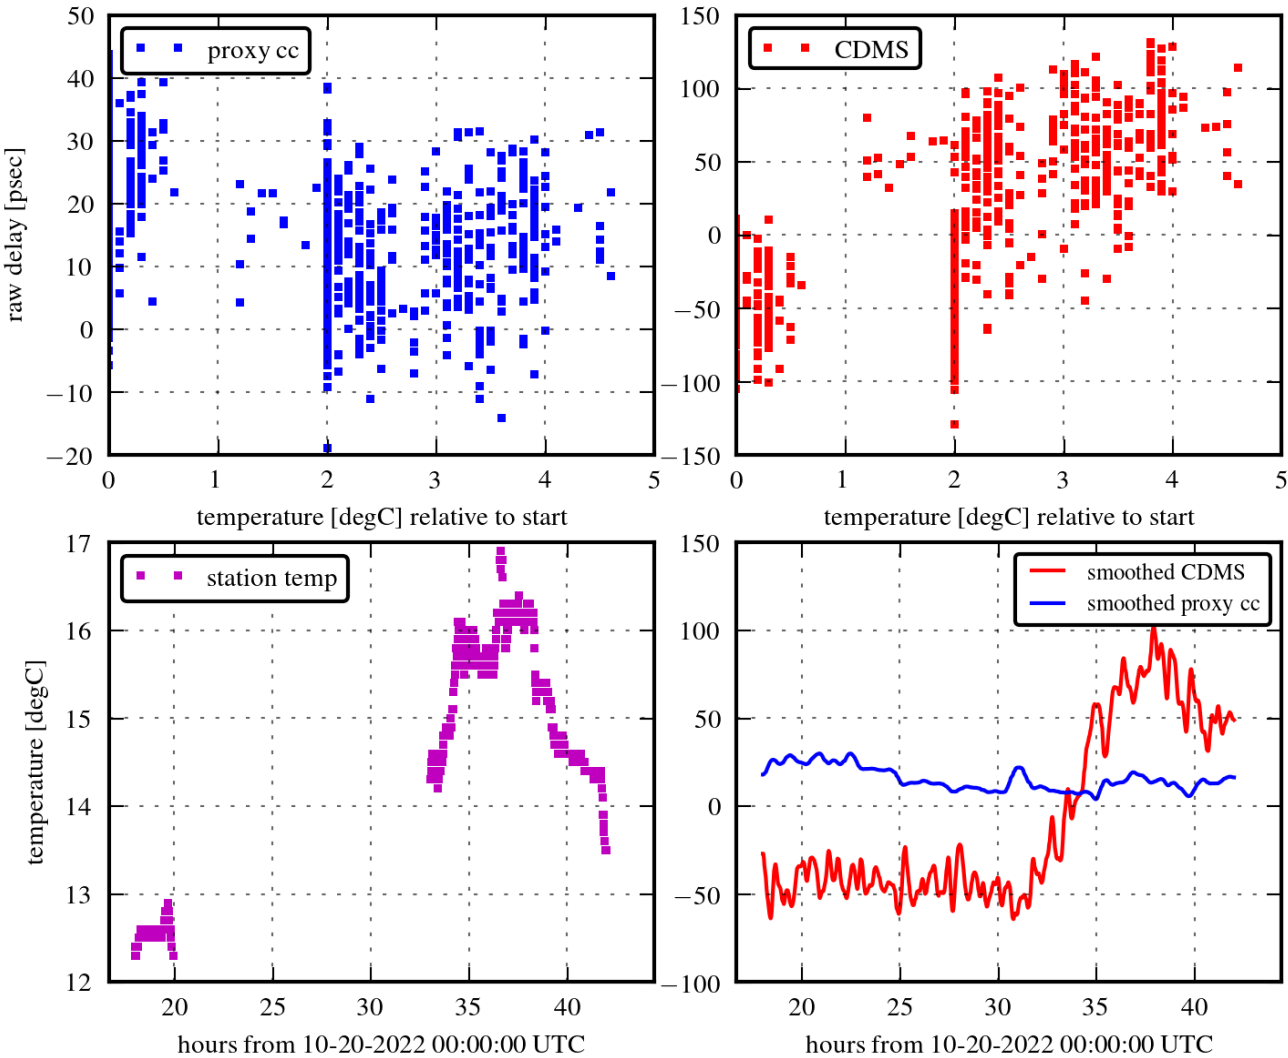 proxy cc
50
40
30
20
10
0
−10
−20
raw delay [psec]
0 1 2 3 4 5
temperature [degC] relative to start
CDMS
150
100
50
0
−50
−100
−150
0 1 2 3 4 5
temperature [degC] relative to start
station temp
17
16
15
14
13
12
temperature [degC]
20 25 30 35 40
hours from 10-20-2022 00:00:00 UTC
smoothed CDMS
smoothed proxy cc
150
100
50
0
−50
−100
20 25 30 35 40
hours from 10-20-2022 00:00:00 UTC